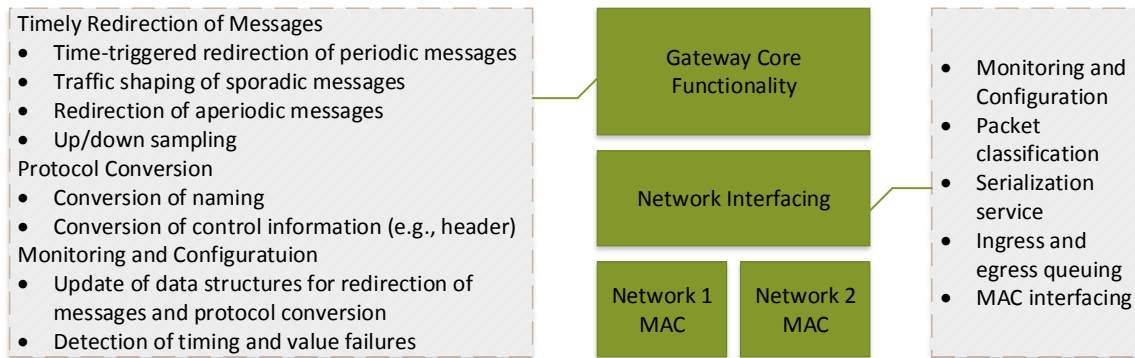 Timely Redirection of Messages
• Time-triggered redirection of periodic messages
• Traffic shaping of sporadic messages
• Redirection of aperiodic messages
• Up/down sampling
Protocol Conversion
• Conversion of naming
• Conversion of control information (e.g., header)
Monitoring and Configuratuion
• Update of data structures for redirection of
messages and protocol conversion
• Detection of timing and value failures
Gateway Core
Functionality
Network Interfacing
Network 1
MAC
Network 2
MAC
• Monitoring and
Configuration
• Packet
classification
• Serialization
service
• Ingress and
egress queuing
• MAC interfacing